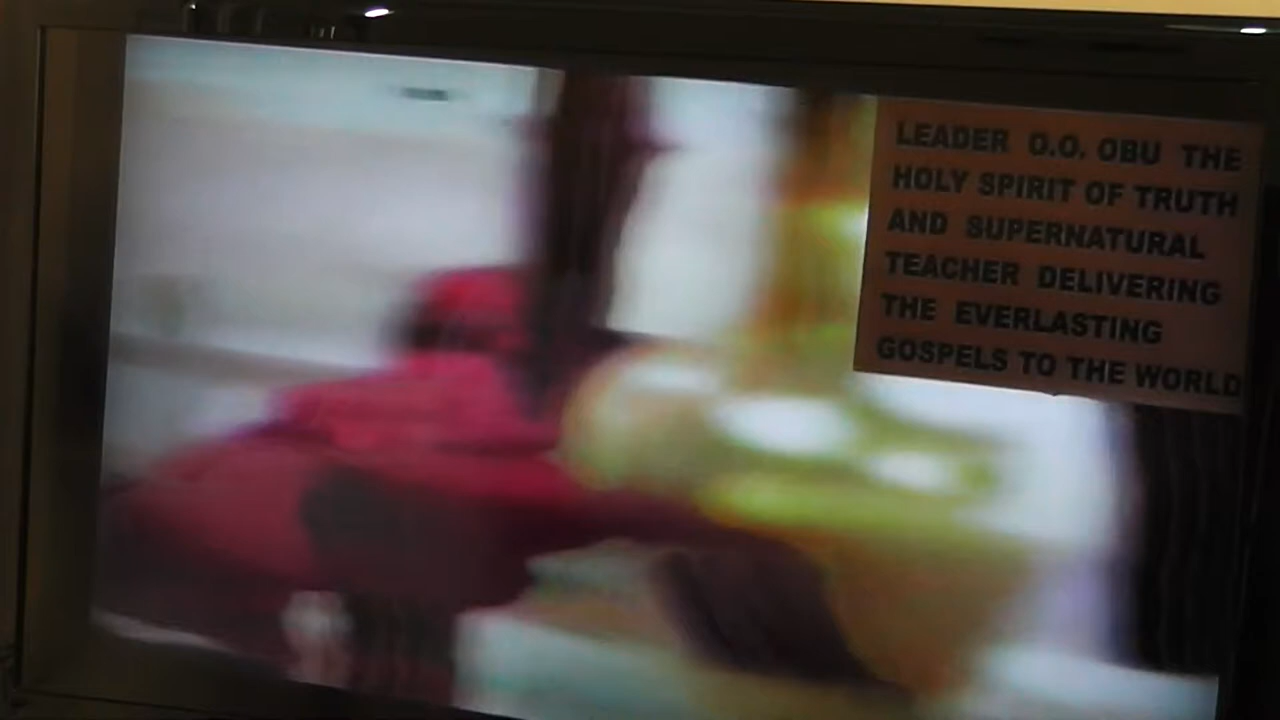 LEADER O.O. OBU THE
HOLY SPIRIT OF TRUTH
AND SUPERNATURAL
TEACHER DELIVERING
THE EVERLASTING
GOSPELS TO THE WORLD